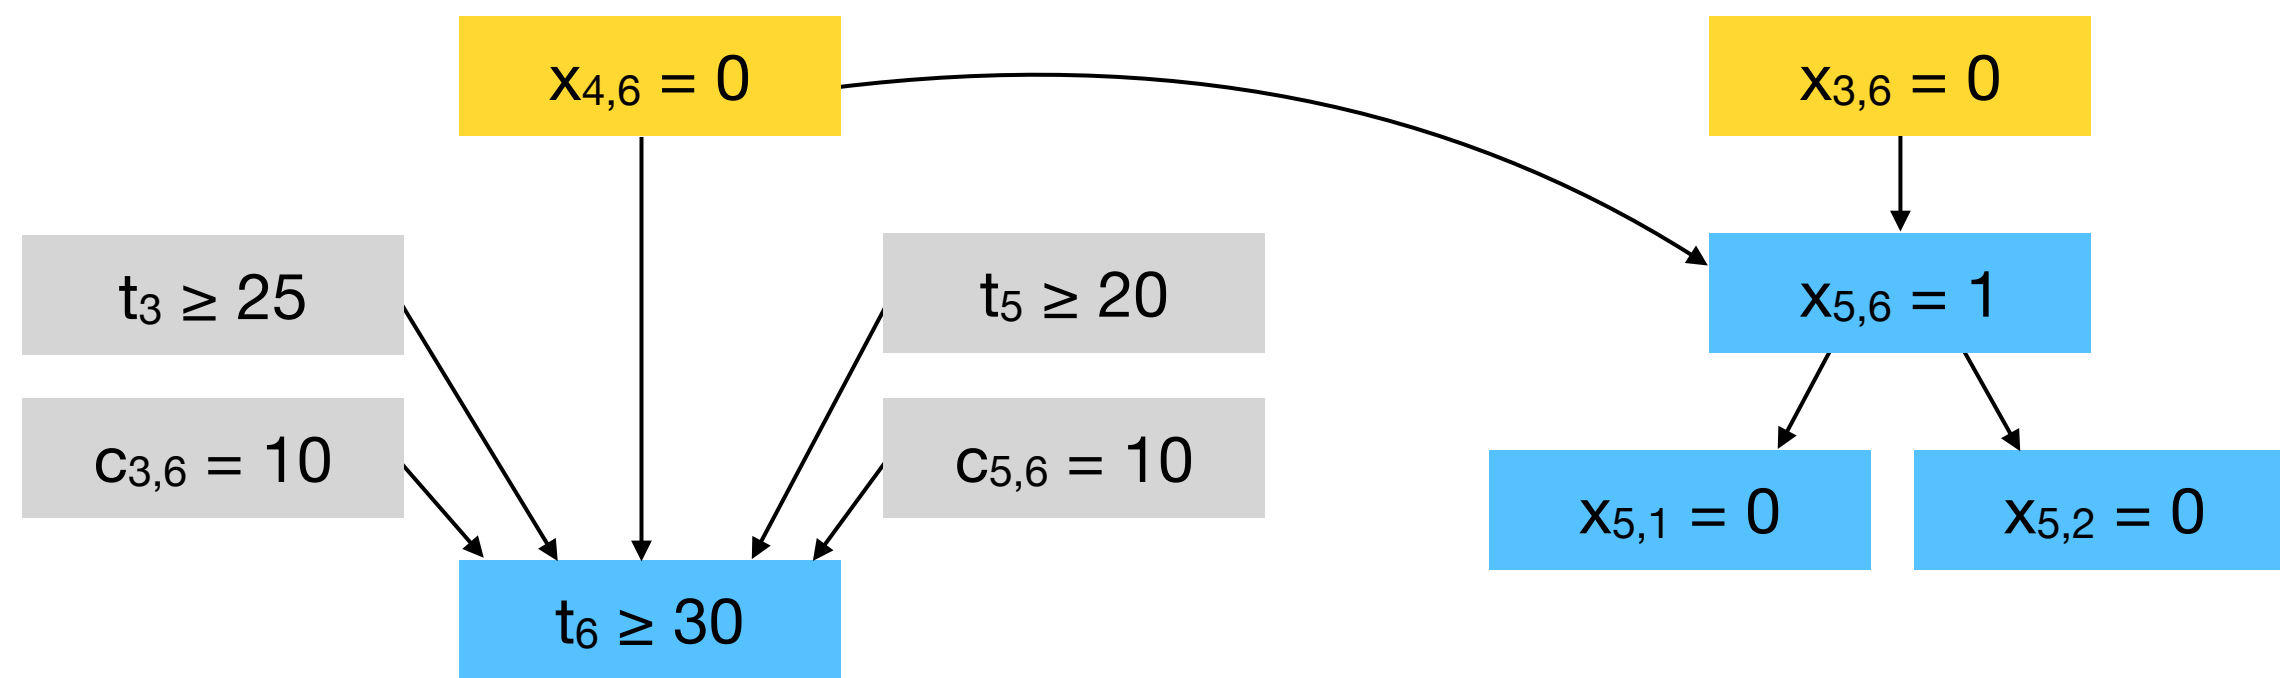 x4,6 = 0
x3,6 = 0
t3 ≥ 25
t5 ≥ 20
x5,6 = 1
c3,6 = 10
c5,6 = 10
x5,1 = 0
x5,2 = 0
t6 ≥ 30